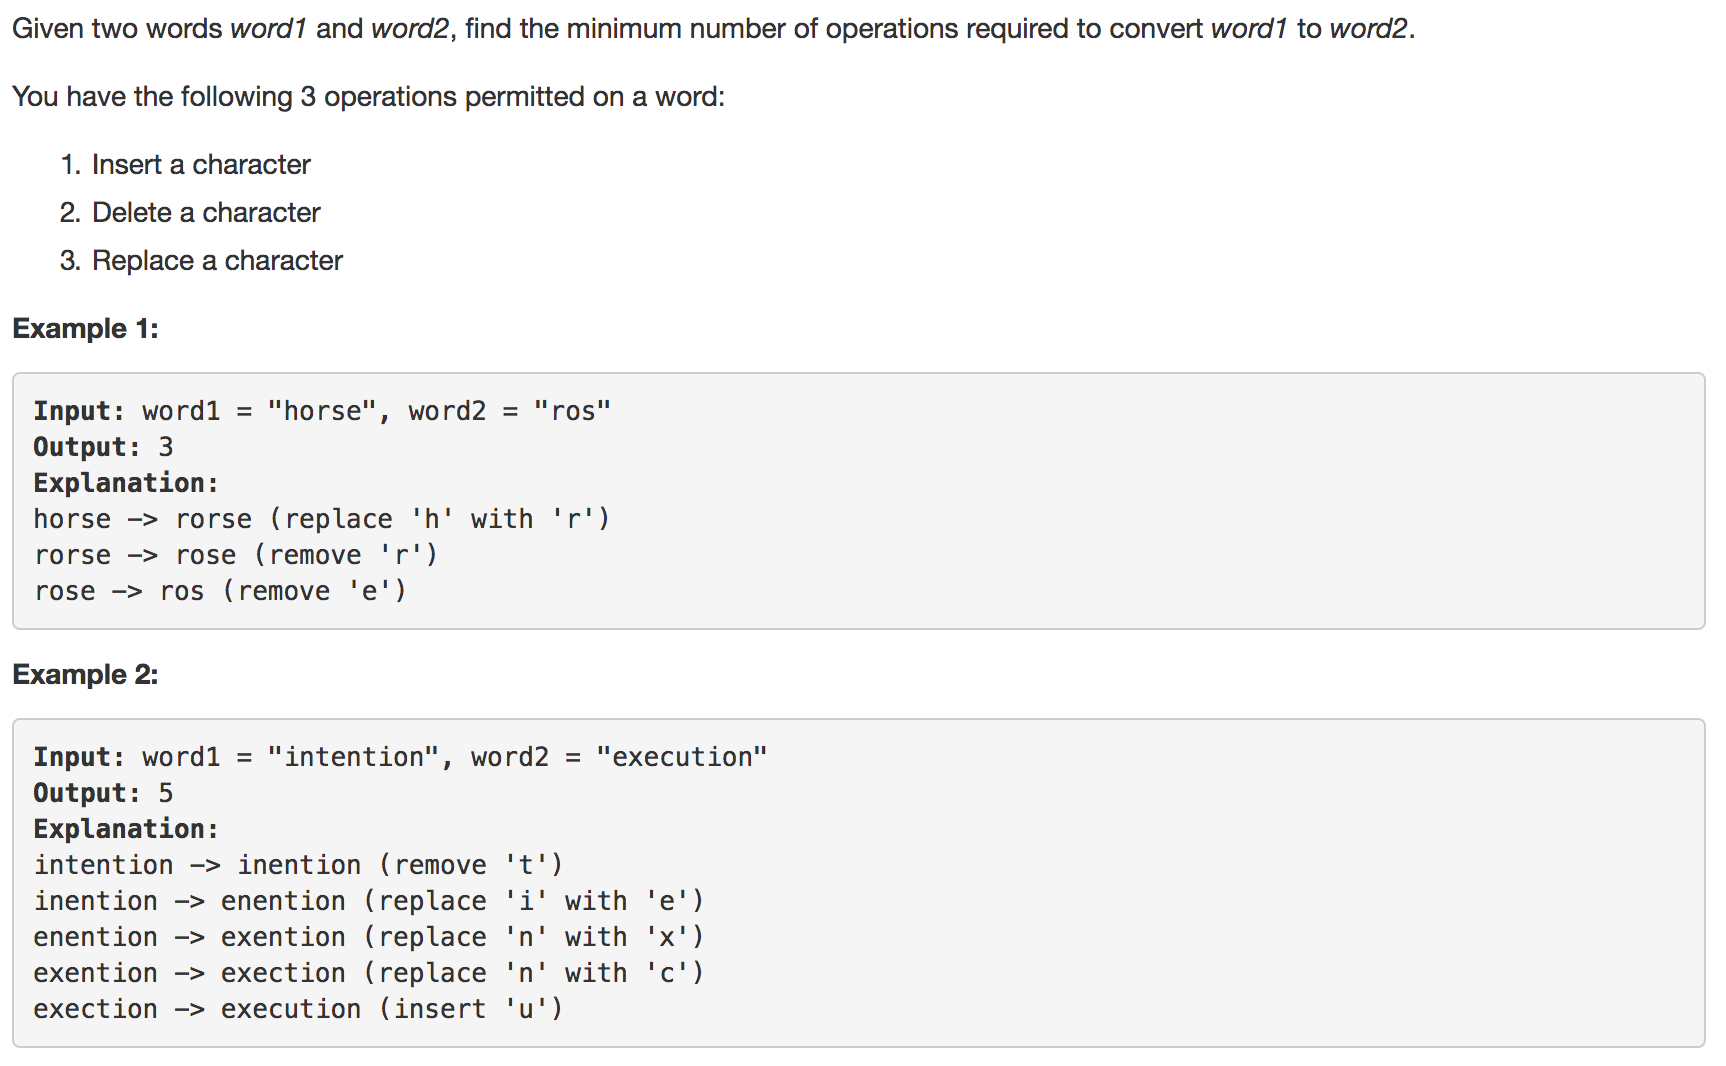 Given two words word1 and word2, find the minimum number of operations required to convert word1 to word2.
You have the following 3 operations permitted on a word:
1. Insert a character
2. Delete a character
3. Replace a character
Example 1:
Input: word1 = "horse", word2 = "ros"
Output: 3
Explanation:
horse -> rorse (replace 'h' with 'r')
rorse -> rose (remove 'r')
rose -> ros (remove 'e')
Example 2:
Input: word1 = "intention", word2 = "execution"
Output: 5
Explanation:
intention -> inention (remove 't')
inention -> enention (replace 'i' with 'e')
enention -> exention (replace 'n' with 'x')
exention -> exection (replace 'n' with 'c')
exection -> execution (insert 'u')